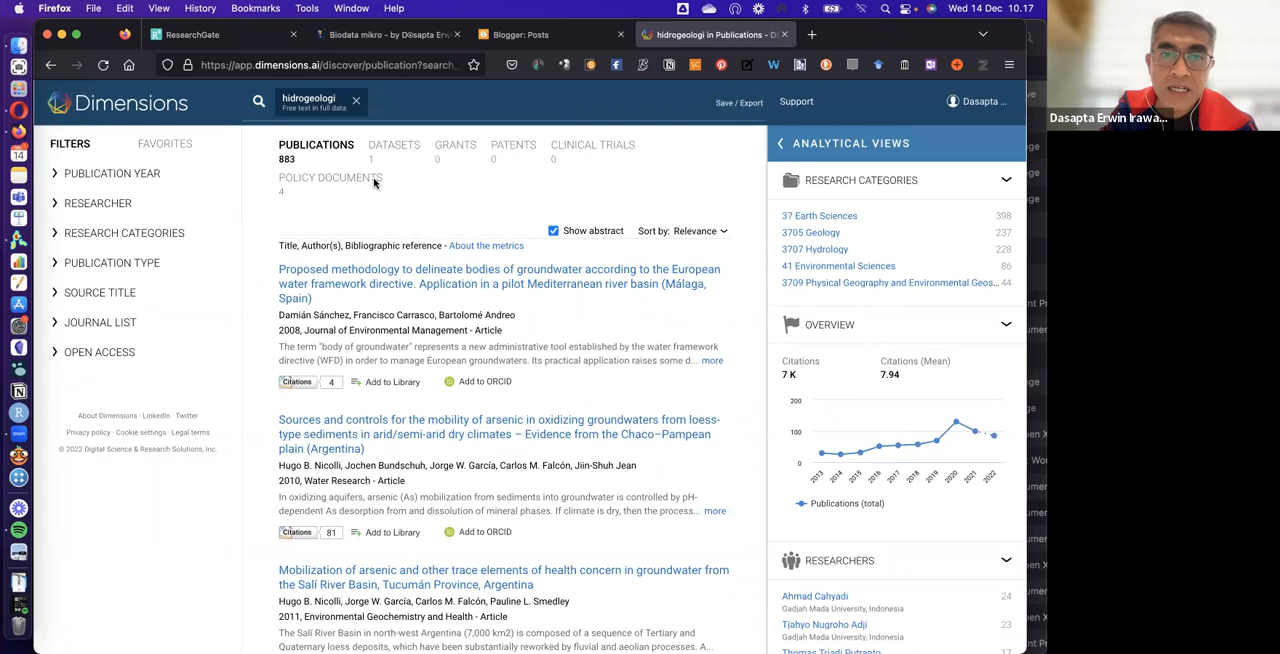 Firefox File Edit View History Bookmarks Tools Window Help
Wed 14 Dec 10.17
ResearchGate
Biodata mikro - by D@sapta Erw
Blogger: Posts
hidrogeologi in Publications - D
https://app.dimensions.ai/discover/publication?search_
Dimensions
hidrogeologi
Free text in full data
Save / Export
Support
Dasapta ...
FILTERS
FAVORITES
PUBLICATION YEAR
RESEARCHER
RESEARCH CATEGORIES
PUBLICATION TYPE
SOURCE TITLE
JOURNAL LIST
OPEN ACCESS
About Dimensions · LinkedIn · Twitter
Privacy policy · Cookie settings · Legal terms
© 2022 Digital Science & Research Solutions, Inc.
PUBLICATIONS DATASETS GRANTS PATENTS CLINICAL TRIALS
883 1 0 0 0
POLICY DOCUMENTS
4
Show abstract Sort by: Relevance
Title, Author(s), Bibliographic reference - About the metrics
Proposed methodology to delineate bodies of groundwater according to the European
water framework directive. Application in a pilot Mediterranean river basin (Málaga,
Spain)
Damián Sánchez, Francisco Carrasco, Bartolomé Andreo
2008, Journal of Environmental Management - Article
The term "body of groundwater" represents a new administrative tool established by the water framework
directive (WFD) in order to manage European groundwaters. Its practical application raises some d... more
Citations 4 Add to Library Add to ORCID
Sources and controls for the mobility of arsenic in oxidizing groundwaters from loess-
type sediments in arid/semi-arid dry climates – Evidence from the Chaco–Pampean
plain (Argentina)
Hugo B. Nicolli, Jochen Bundschuh, Jorge W. García, Carlos M. Falcón, Jiin-Shuh Jean
2010, Water Research - Article
In oxidizing aquifers, arsenic (As) mobilization from sediments into groundwater is controlled by pH-
dependent As desorption from and dissolution of mineral phases. If climate is dry, then the process... more
Citations 81 Add to Library Add to ORCID
Mobilization of arsenic and other trace elements of health concern in groundwater from
the Salí River Basin, Tucumán Province, Argentina
Hugo B. Nicolli, Jorge W. García, Carlos M. Falcón, Pauline L. Smedley
2011, Environmental Geochemistry and Health - Article
The Salí River Basin in north-west Argentina (7,000 km2) is composed of a sequence of Tertiary and
Quaternary loess deposits, which have been substantially reworked by fluvial and aeolian processes. A...
ANALYTICAL VIEWS
RESEARCH CATEGORIES
37 Earth Sciences 398
3705 Geology 237
3707 Hydrology 228
41 Environmental Sciences 86
3709 Physical Geography and Environmental Geos... 44
OVERVIEW
Citations Citations (Mean)
7 K 7.94
200
100
0
2013 2014 2015 2016 2017 2018 2019 2020 2021 2022
Publications (total)
RESEARCHERS
Ahmad Cahyadi 24
Gadjah Mada University, Indonesia
Tjahyo Nugroho Adji 23
Gadjah Mada University, Indonesia
Thomas Triadi Putranto 17
Dasapta Erwin Irawa...